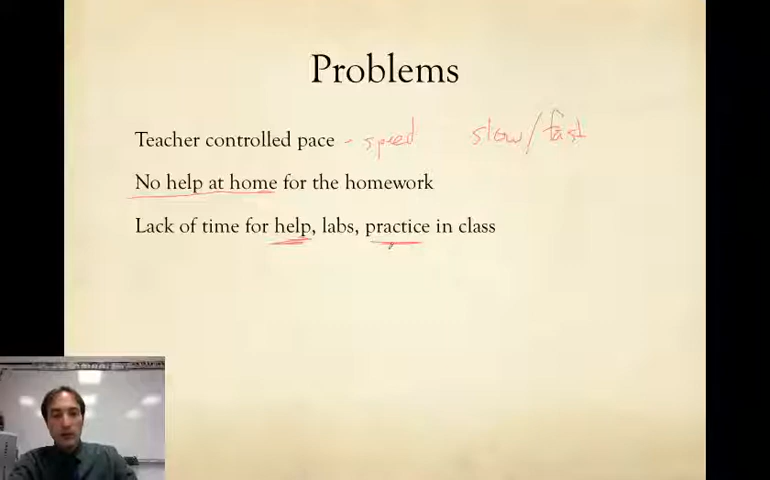 Problems
Teacher controlled pace - speed slow/fast
No help at home for the homework
Lack of time for help, labs, practice in class